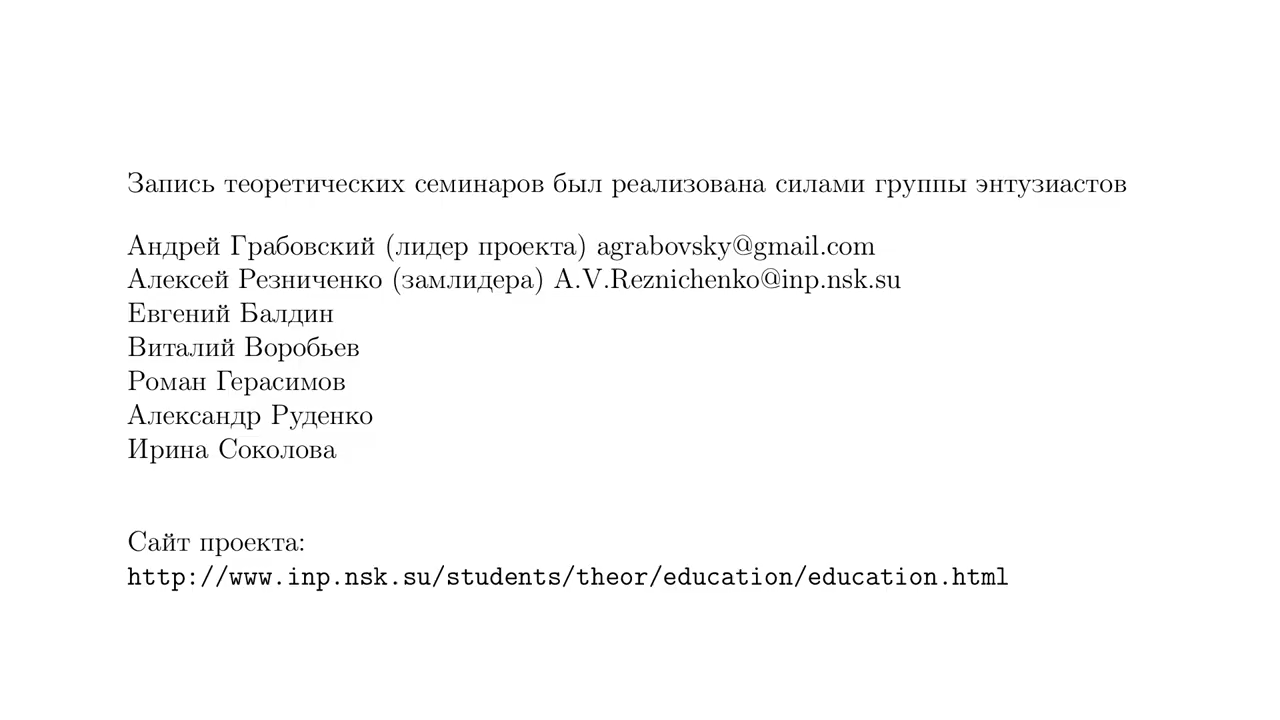 Запись теоретических семинаров был реализована силами группы энтузиастов
Андрей Грабовский (лидер проекта) agrabovsky@gmail.com
Алексей Резниченко (замлидера) A.V.Reznichenko@inp.nsk.su
Евгений Балдин
Виталий Воробьев
Роман Герасимов
Александр Руденко
Ирина Соколова
Сайт проекта:
http://www.inp.nsk.su/students/theor/education/education.html